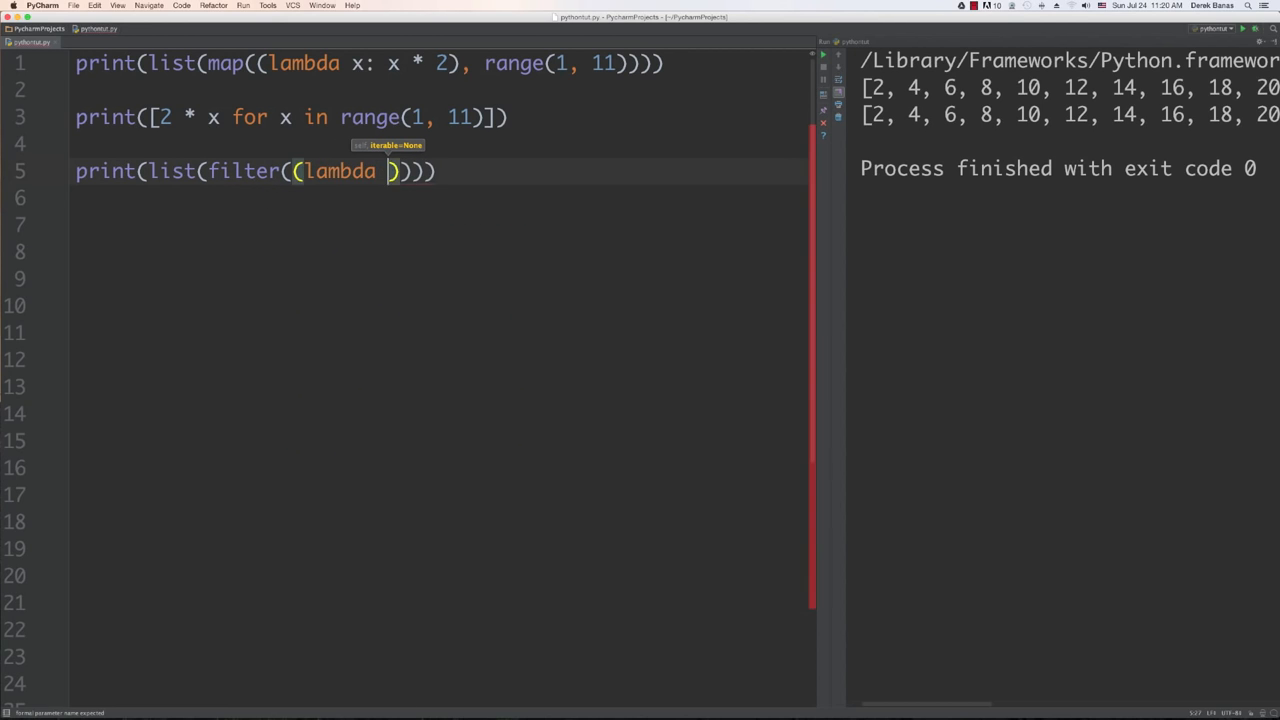 PyCharm File Edit View Navigate Code Refactor Run Tools VCS Window Help 10 Sun Jul 24 11:20 AM Derek Banas
pythontut.py - PycharmProjects - [~/PycharmProjects]
PycharmProjects pythontut.py pythontut
pythontut.py
Run: pythontut
1 print(list(map((lambda x: x * 2), range(1, 11))))
2
3 print([2 * x for x in range(1, 11)])
4
self, iterable=None
5 print(list(filter((lambda ))))
6
7
8
9
10
11
12
13
14
15
16
17
18
19
20
21
22
23
24
/Library/Frameworks/Python.framewor
[2, 4, 6, 8, 10, 12, 14, 16, 18, 20
[2, 4, 6, 8, 10, 12, 14, 16, 18, 20
Process finished with exit code 0
formal parameter name expected
5:27 LF‡ UTF-8‡